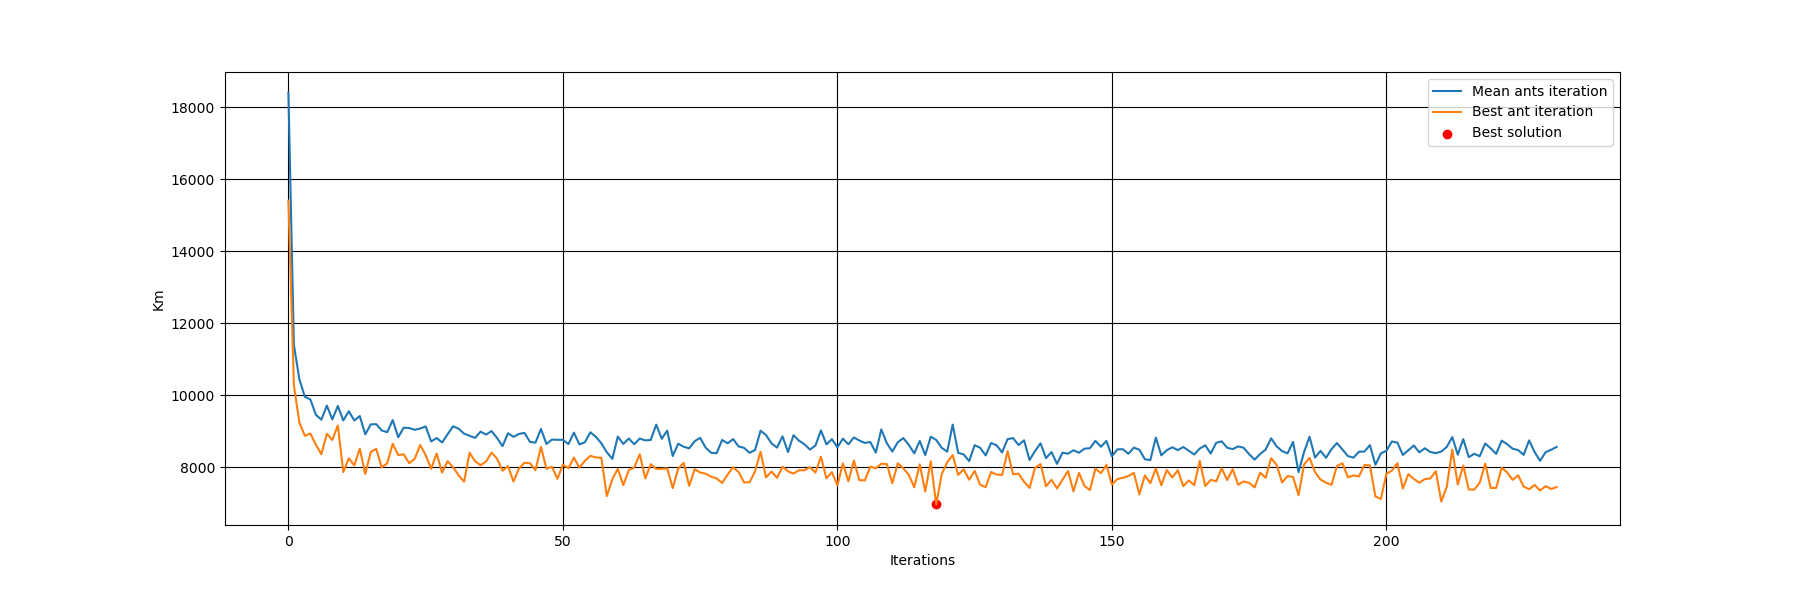 Mean ants iteration
Best ant iteration
Best solution
Km
18000
16000
14000
12000
10000
8000
0 50 100 150 200
Iterations